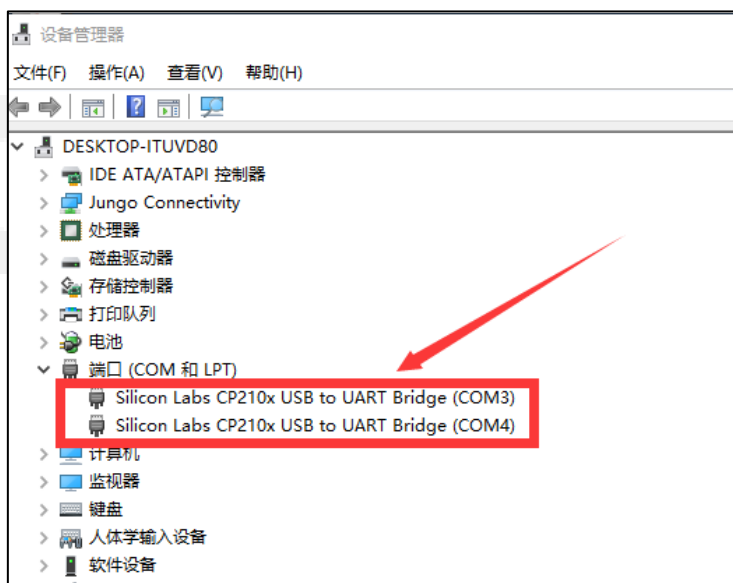 设备管理器
文件(F) 操作(A) 查看(V) 帮助(H)
DESKTOP-ITUVD80
IDE ATA/ATAPI 控制器
Jungo Connectivity
处理器
磁盘驱动器
存储控制器
打印队列
电池
端口 (COM 和 LPT)
Silicon Labs CP210x USB to UART Bridge (COM3)
Silicon Labs CP210x USB to UART Bridge (COM4)
计算机
监视器
键盘
人体学输入设备
软件设备